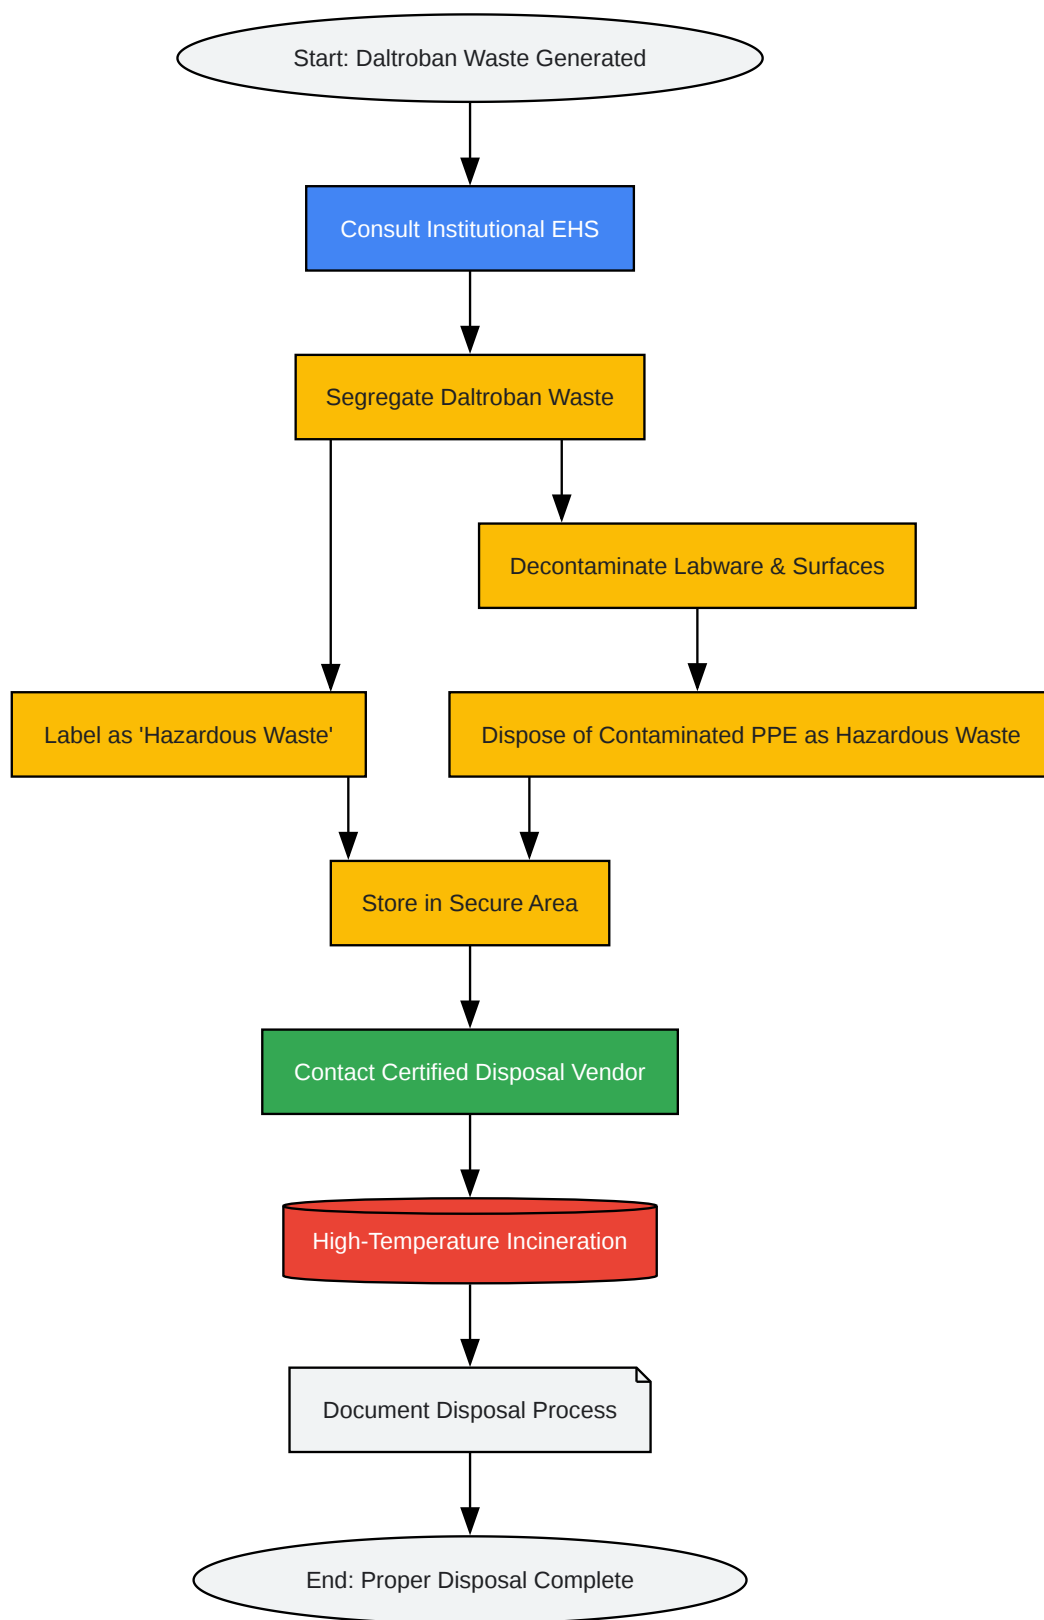 Start: Daltroban Waste Generated
Consult Institutional EHS
Segregate Daltroban Waste
Decontaminate Labware & Surfaces
Label as 'Hazardous Waste'
Dispose of Contaminated PPE as Hazardous Waste
Store in Secure Area
Contact Certified Disposal Vendor
High-Temperature Incineration
Document Disposal Process
End: Proper Disposal Complete